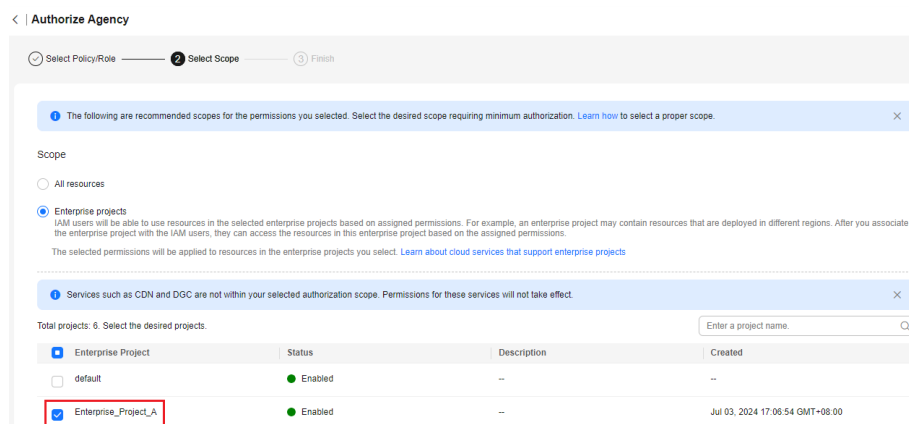 < | Authorize Agency
Select Policy/Role 2 Select Scope 3 Finish
The following are recommended scopes for the permissions you selected. Select the desired scope requiring minimum authorization. Learn how to select a proper scope.
Scope
All resources
Enterprise projects
IAM users will be able to use resources in the selected enterprise projects based on assigned permissions. For example, an enterprise project may contain resources that are deployed in different regions. After you associate
the enterprise project with the IAM users, they can access the resources in this enterprise project based on the assigned permissions.
The selected permissions will be applied to resources in the enterprise projects you select. Learn about cloud services that support enterprise projects
Services such as CDN and DGC are not within your selected authorization scope. Permissions for these services will not take effect.
Total projects: 6. Select the desired projects. Enter a project name.
Enterprise Project Status Description Created
default Enabled -- --
Enterprise_Project_A Enabled -- Jul 03, 2024 17:06:54 GMT+08:00